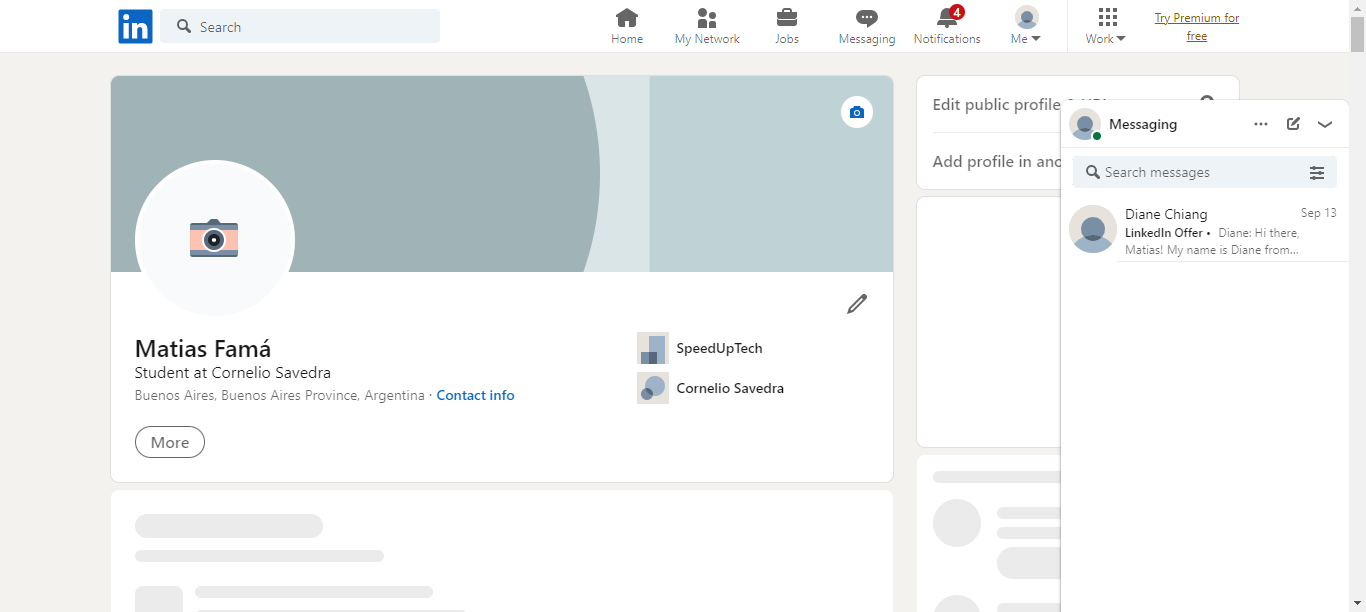 in
Search
Home
My Network
Jobs
Messaging
4
Notifications
Me
Work
Try Premium for
free
Edit public profile
Add profile in
Messaging
Search messages
Diane Chiang
Sep 13
LinkedIn Offer • Diane: Hi there,
Matias! My name is Diane from...
Matias Famá
Student at Cornelio Savedra
Buenos Aires, Buenos Aires Province, Argentina · Contact info
More
SpeedUpTech
Cornelio Savedra